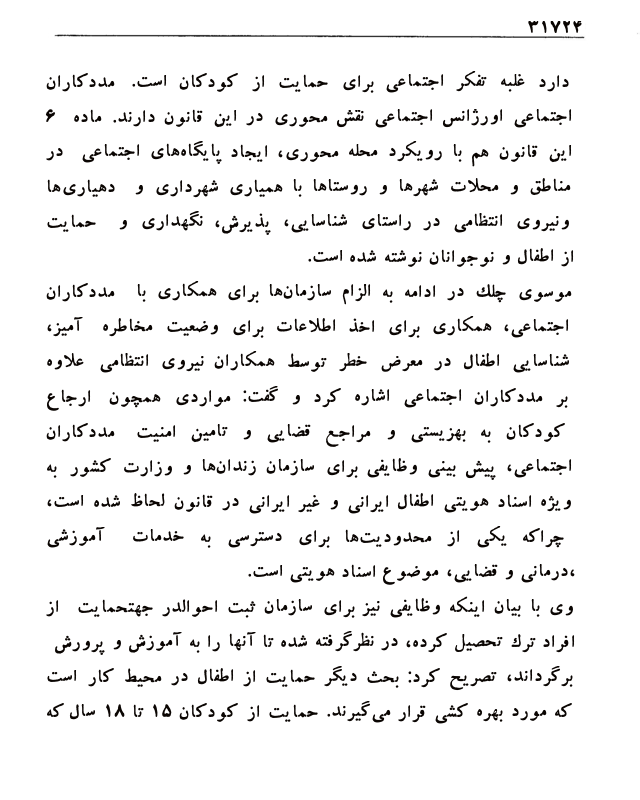 ۳۱۷۲۴
دارد غلبه تفکر اجتماعی برای حمایت از کودکان است. مددکاران
اجتماعی اورژانس اجتماعی نقش محوری در این قانون دارند. ماده ۶
این قانون هم با رویکرد محله محوری، ایجاد پایگاه‌های اجتماعی در
مناطق و محلات شهرها و روستاها با همیاری شهرداری و دهیاری‌ها
ونیروی انتظامی در راستای شناسایی، پذیرش، نگهداری و حمایت
از اطفال و نوجوانان نوشته شده است.
موسوی چلك در ادامه به الزام سازمان‌ها برای همکاری با مددکاران
اجتماعی، همکاری برای اخذ اطلاعات برای وضعیت مخاطره آمیز،
شناسایی اطفال در معرض خطر توسط همکاران نیروی انتظامی علاوه
بر مددکاران اجتماعی اشاره کرد و گفت: مواردی همچون ارجاع
کودکان به بهزیستی و مراجع قضایی و تامین امنیت مددکاران
اجتماعی، پیش بینی وظایفی برای سازمان زندان‌ها و وزارت کشور به
ویژه اسناد هویتی اطفال ایرانی و غیر ایرانی در قانون لحاظ شده است،
چراکه یکی از محدودیت‌ها برای دسترسی به خدمات آموزشی
،درمانی و قضایی، موضوع اسناد هویتی است.
وی با بیان اینکه وظایفی نیز برای سازمان ثبت احوالدر جهتحمایت از
افراد ترك تحصیل کرده، در نظرگرفته شده تا آنها را به آموزش و پرورش
برگرداند، تصریح کرد: بحث دیگر حمایت از اطفال در محیط کار است
که مورد بهره کشی قرار می‌گیرند. حمایت از کودکان ۱۵ تا ۱۸ سال که